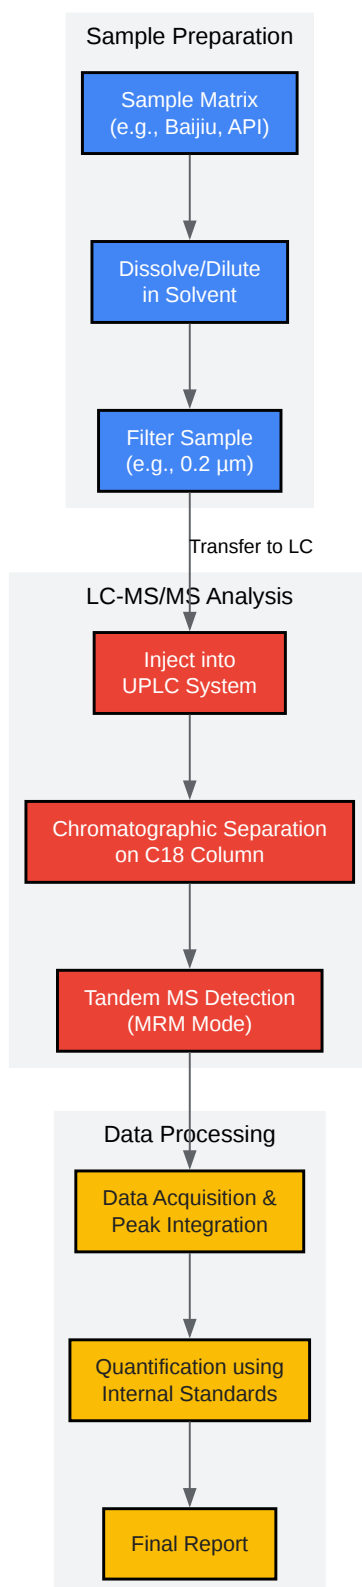 Sample Preparation
Sample Matrix
(e.g., Baijiu, API)
Dissolve/Dilute
in Solvent
Filter Sample
(e.g., 0.2 µm)
Transfer to LC
LC-MS/MS Analysis
Inject into
UPLC System
Chromatographic Separation
on C18 Column
Tandem MS Detection
(MRM Mode)
Data Processing
Data Acquisition &
Peak Integration
Quantification using
Internal Standards
Final Report